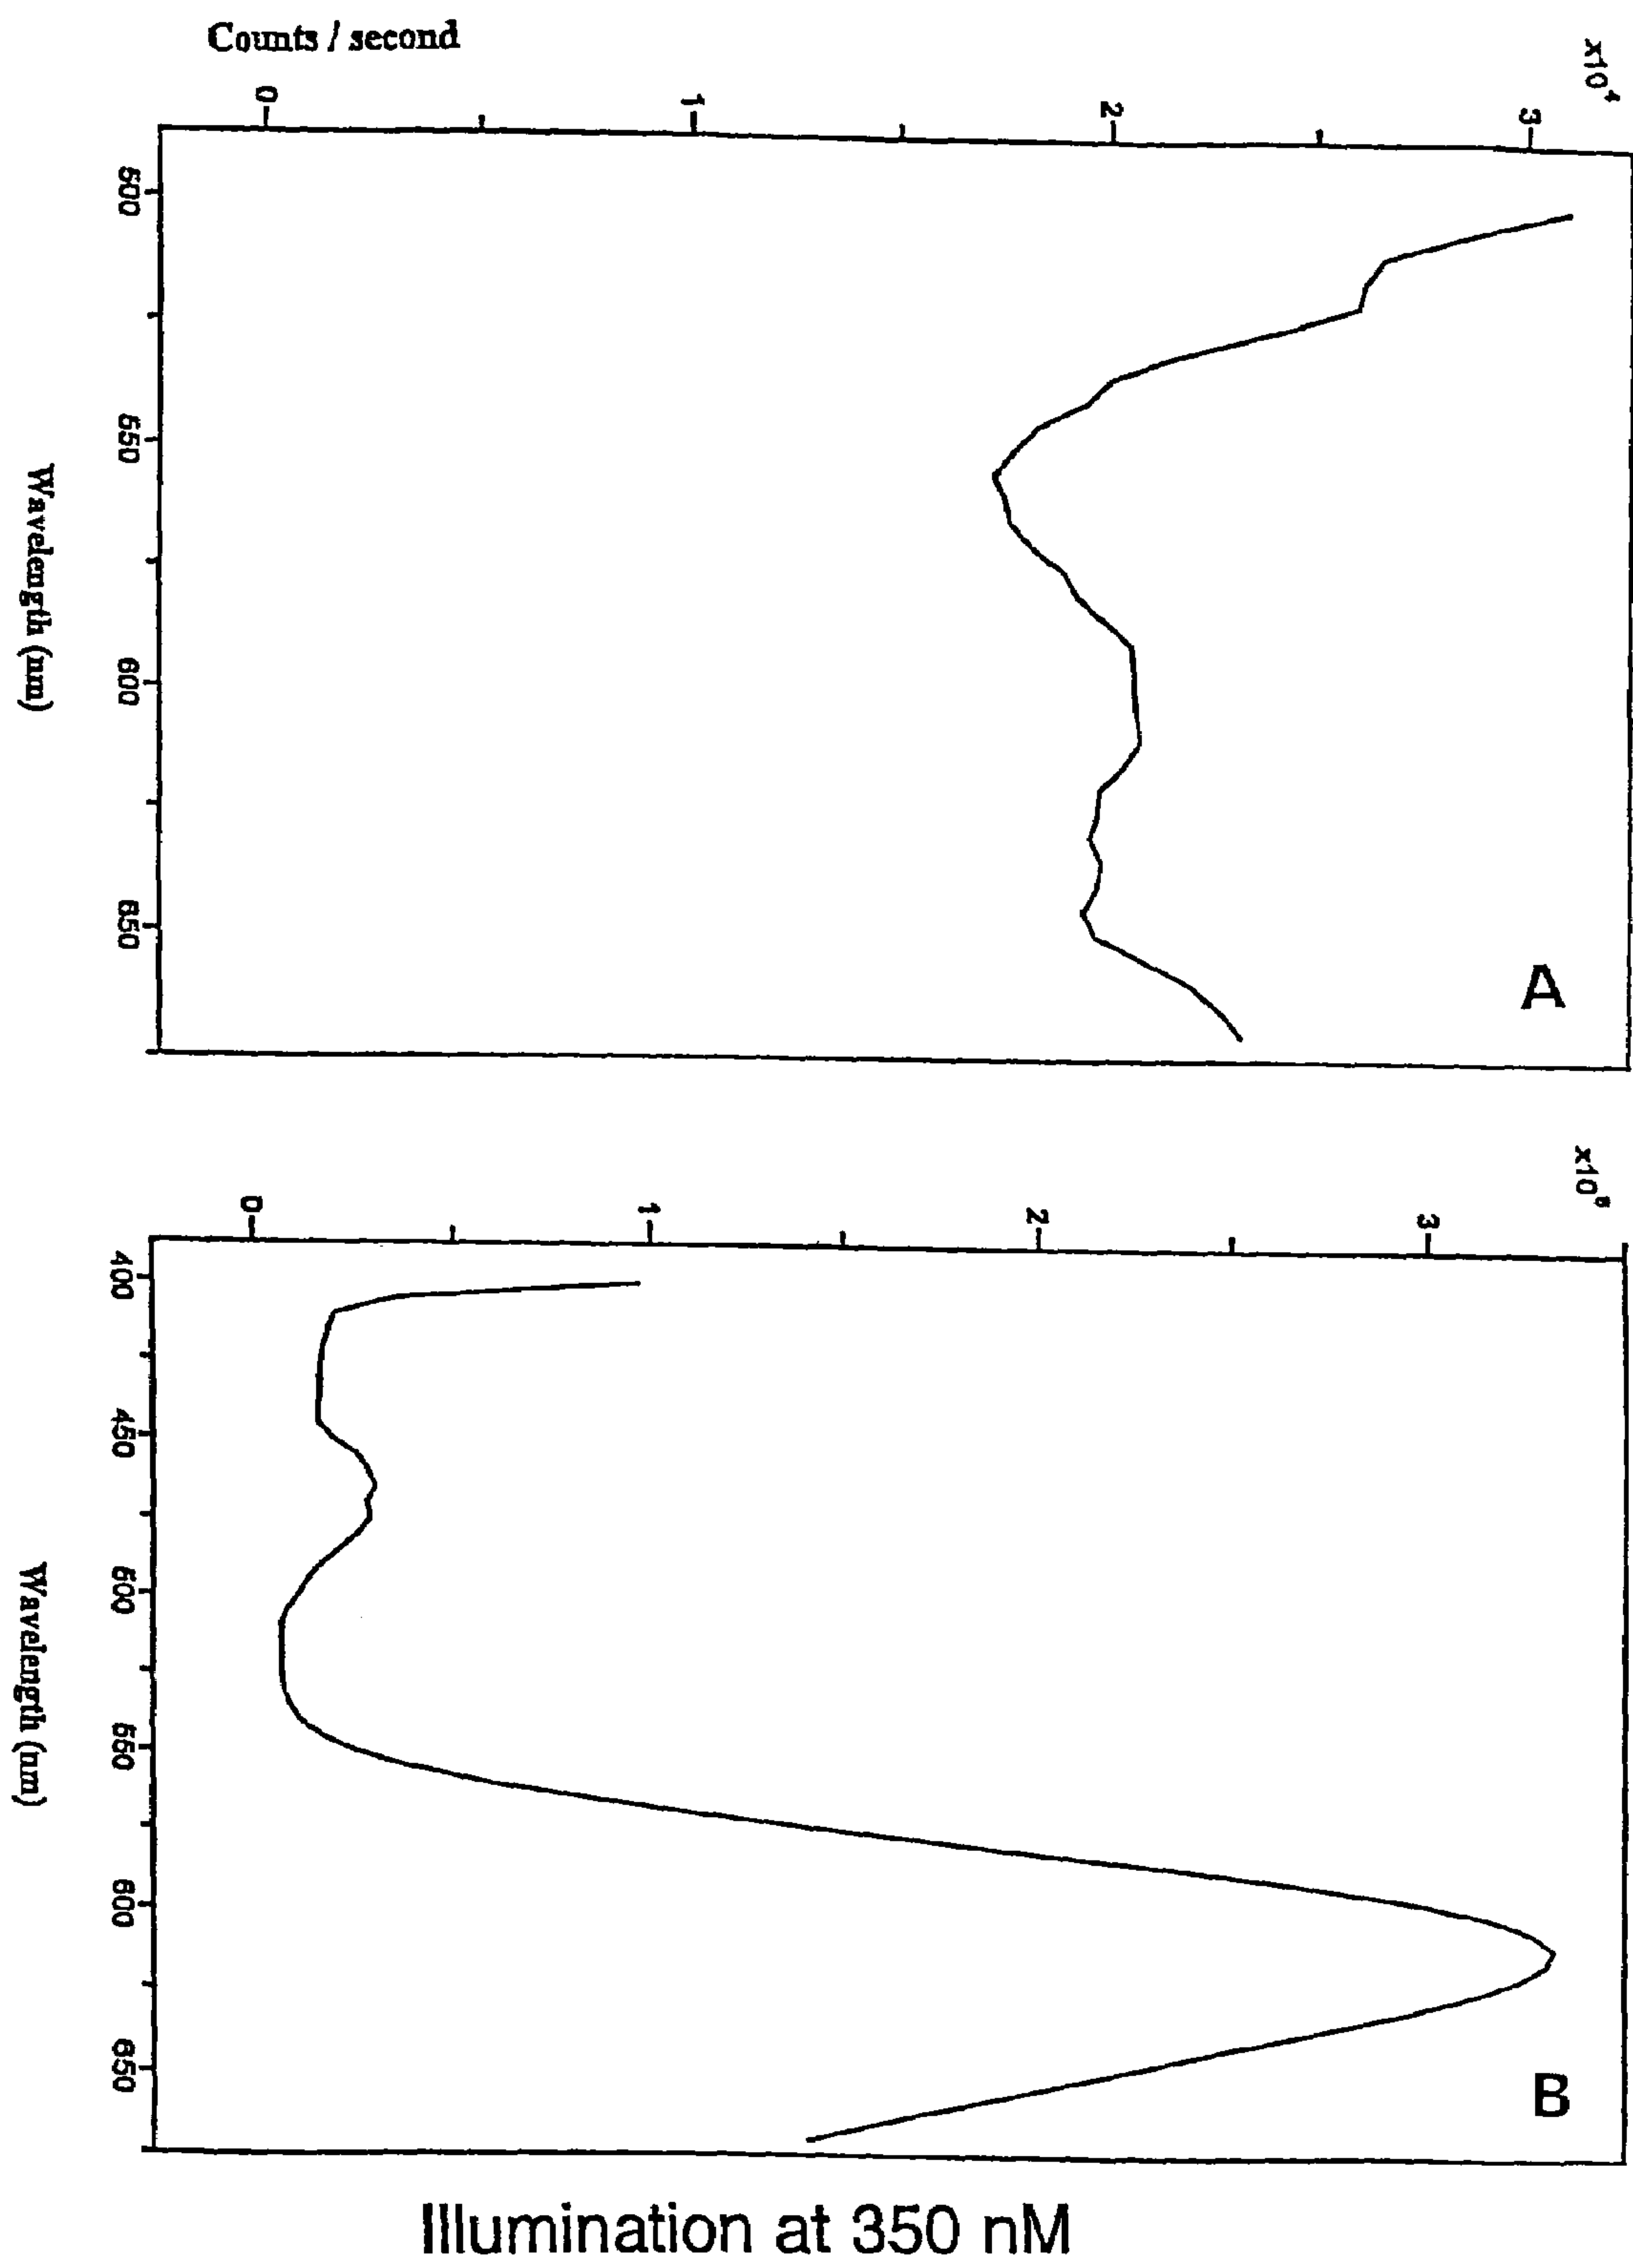 Counts / second
x10⁴
0
1
2
3
500
550
600
650
Wavelength (nm)
A
x10⁵
0
1
2
3
400
450
500
550
600
650
Wavelength (nm)
B
Illumination at 350 nM